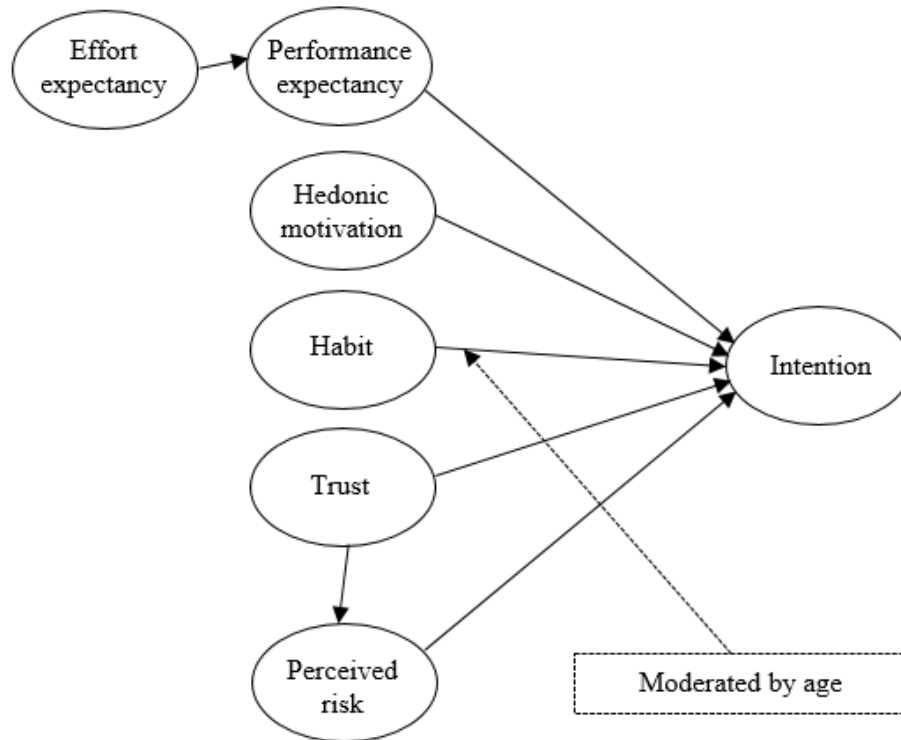 Effort
expectancy
Performance
expectancy
Hedonic
motivation
Habit
Intention
Trust
Perceived
risk
Moderated by age